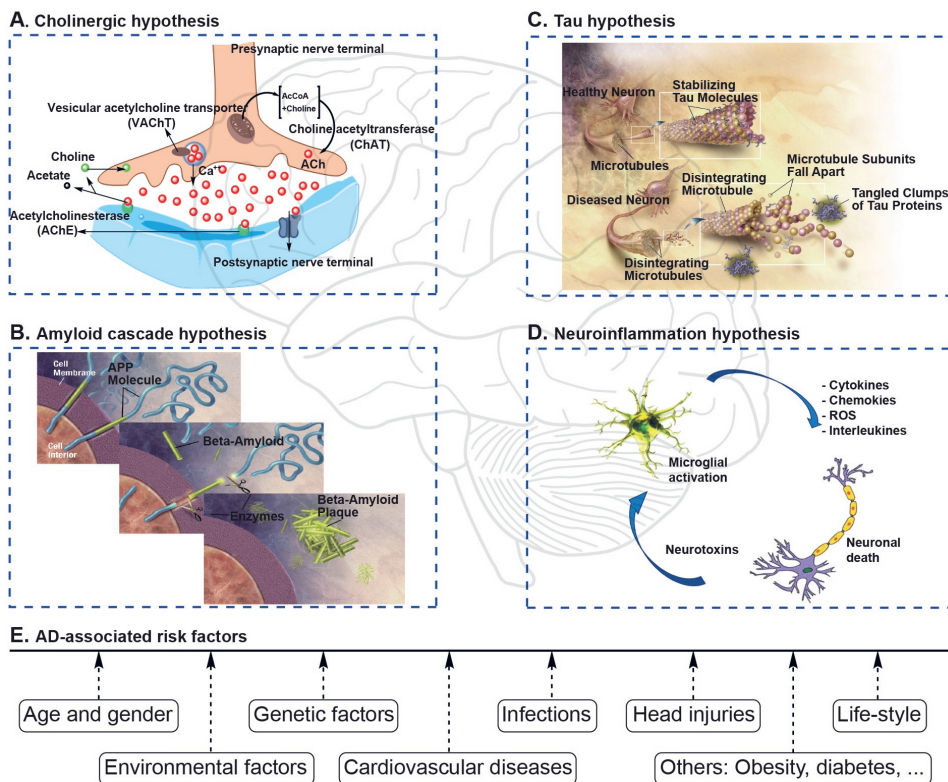 A. Cholinergic hypothesis
Presynaptic nerve terminal
Vesicular acetylcholine transporter
(VAChT)
AcCoA
+Choline
Choline acetyltransferase
(ChAT)
Choline
Acetate
Ca⁺⁺
ACh
Acetylcholinesterase
(AChE)
Postsynaptic nerve terminal
B. Amyloid cascade hypothesis
Cell
Membrane
APP
Molecule
Cell
Interior
Beta-Amyloid
Enzymes
Beta-Amyloid
Plaque
C. Tau hypothesis
Healthy Neuron
Stabilizing
Tau Molecules
Microtubules
Microtubule Subunits
Fall Apart
Disintegrating
Microtubule
Diseased Neuron
Tangled Clumps
of Tau Proteins
Disintegrating
Microtubules
D. Neuroinflammation hypothesis
- Cytokines
- Chemokies
- ROS
- Interleukines
Microglial
activation
Neurotoxins
Neuronal
death
E. AD-associated risk factors
Age and gender
Genetic factors
Infections
Head injuries
Life-style
Environmental factors
Cardiovascular diseases
Others: Obesity, diabetes, ...